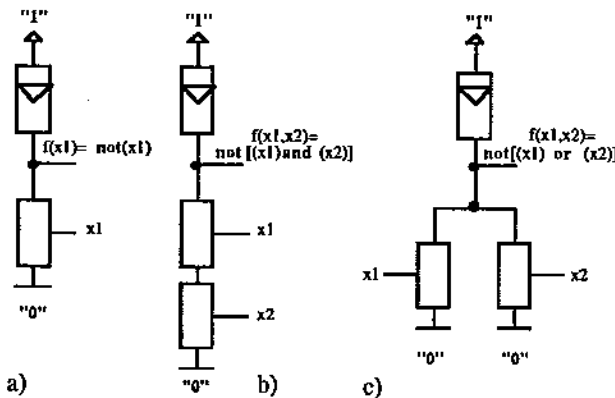 "1"
"1"
"1"
f(x1)= not(x1)
f(x1,x2)=
not[(x1)and (x2)]
f(x1,x2)=
not[(x1) or (x2)]
x1
x1
x1
x2
"0"
x2
"0"
"0"
"0"
a)
b)
c)